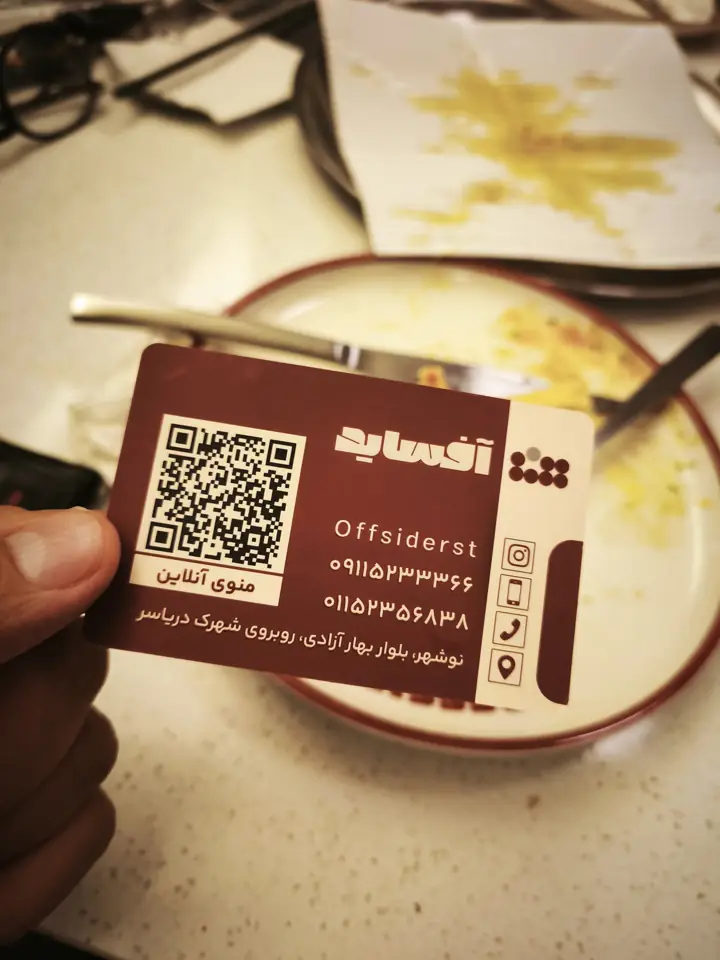 آفساید
Offsiderst
۰۹۱۱۵۲۳۳۳۶۶
۰۱۱۵۲۳۵۶۸۳۸
نوشهر، بلوار بهار آزادی، روبروی شهرک دریاسر
منوی آنلاین